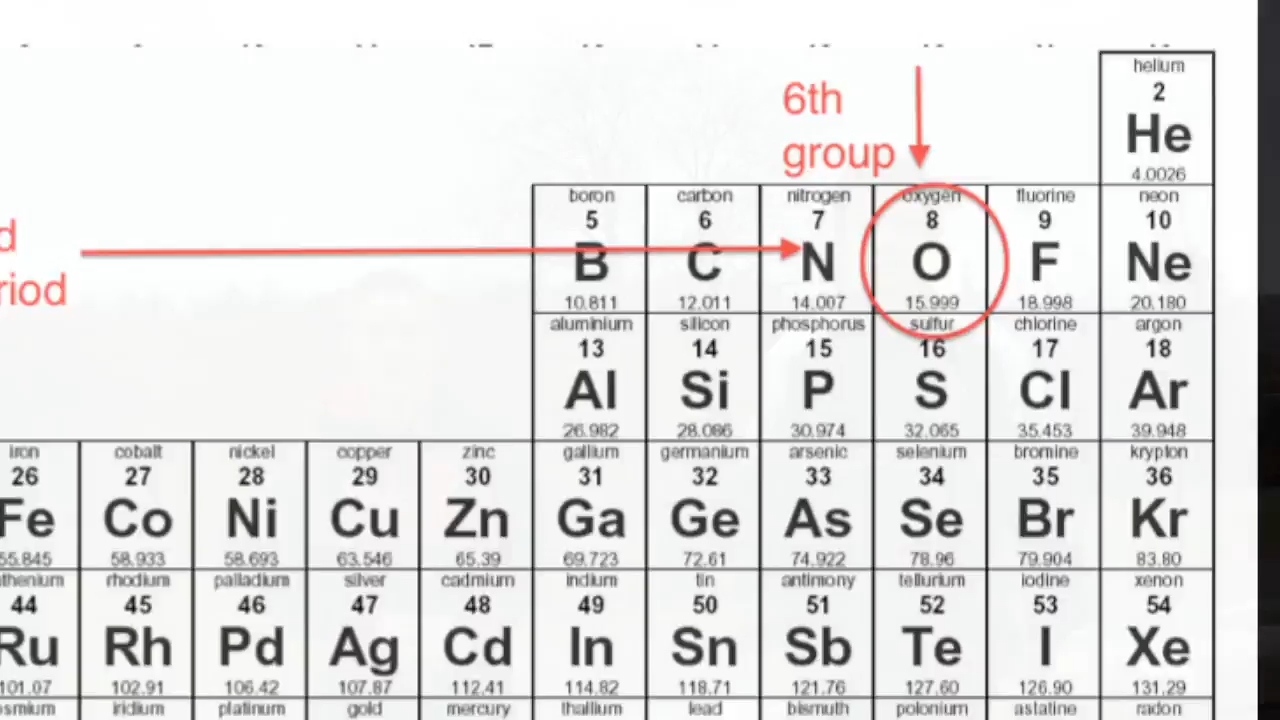 6th
group
helium
2
He
4.0026
boron carbon nitrogen oxygen fluorine neon
5 6 7 8 9 10
B C N O F Ne
10.811 12.011 14.007 15.999 18.998 20.180
aluminium silicon phosphorus sulfur chlorine argon
13 14 15 16 17 18
Al Si P S Cl Ar
26.982 28.086 30.974 32.065 35.453 39.948
iron cobalt nickel copper zinc gallium germanium arsenic selenium bromine krypton
26 27 28 29 30 31 32 33 34 35 36
Fe Co Ni Cu Zn Ga Ge As Se Br Kr
55.845 58.933 58.693 63.546 65.39 69.723 72.61 74.922 78.96 79.904 83.80
thenium rhodium palladium silver cadmium indium tin antimony tellurium iodine xenon
44 45 46 47 48 49 50 51 52 53 54
Ru Rh Pd Ag Cd In Sn Sb Te I Xe
101.07 102.91 106.42 107.87 112.41 114.82 118.71 121.76 127.60 126.90 131.29
smium iridium platinum gold mercury thallium lead bismuth polonium astatine radon
d
riod